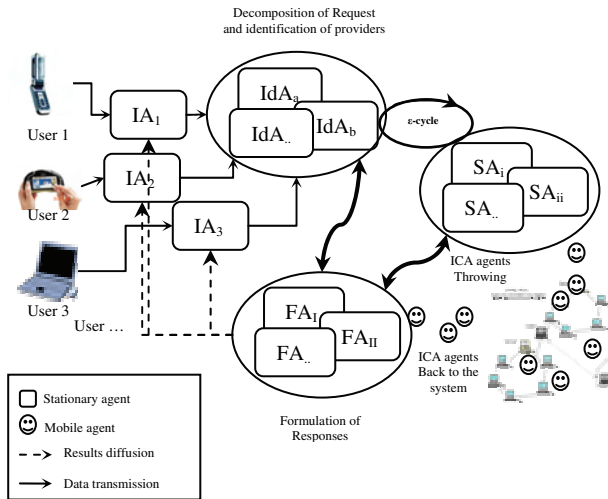 Decomposition of Request
and identification of providers
User 1
User 2
User 3
User …
IA1
IA2
IA3
IdAa
IdAb
IdA..
ε-cycle
SAi
SAii
SA..
ICA agents
Throwing
FAI
FAII
FA..
ICA agents
Back to the
system
Formulation of
Responses
Stationary agent
Mobile agent
Results diffusion
Data transmission